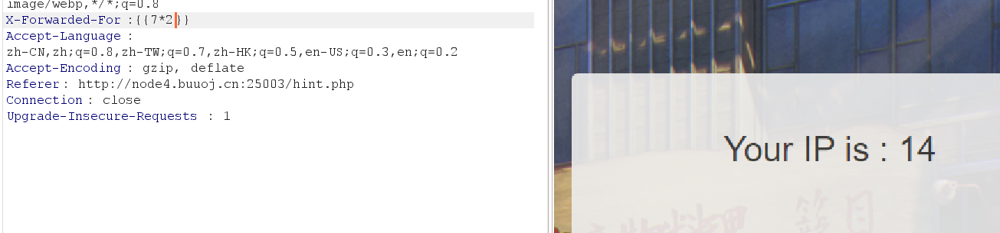 image/webp,*/*;q=0.8
X-Forwarded-For :{{7*2}}
Accept-Language :
zh-CN,zh;q=0.8,zh-TW;q=0.7,zh-HK;q=0.5,en-US;q=0.3,en;q=0.2
Accept-Encoding : gzip, deflate
Referer : http://node4.buuoj.cn:25003/hint.php
Connection : close
Upgrade-Insecure-Requests : 1
Your IP is : 14